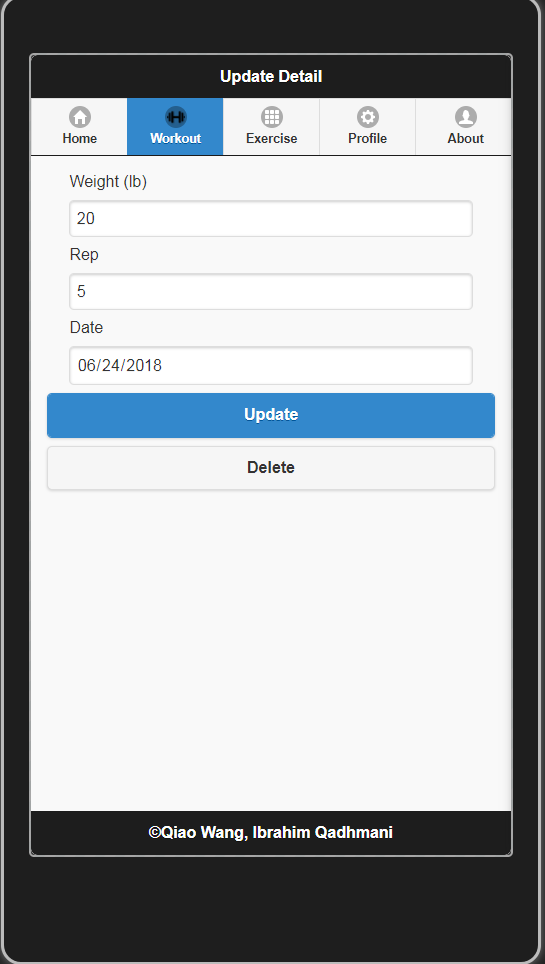 Update Detail
Home Workout Exercise Profile About
Weight (lb)
20
Rep
5
Date
06/24/2018
Update
Delete
©Qiao Wang, Ibrahim Qadhmani